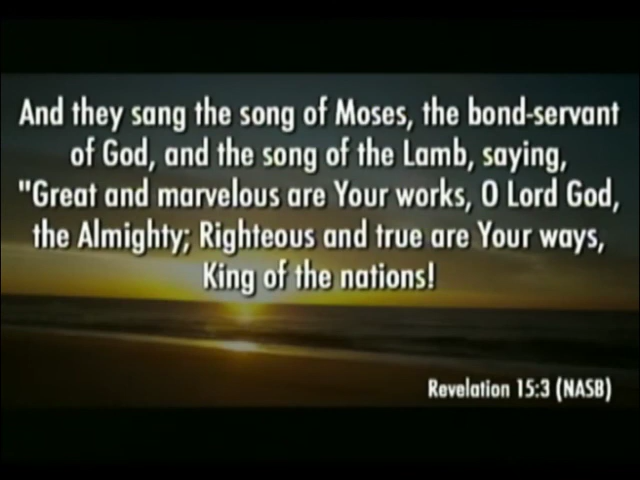 And they sang the song of Moses, the bond-servant
of God, and the song of the Lamb, saying,
"Great and marvelous are Your works, O Lord God,
the Almighty; Righteous and true are Your ways,
King of the nations!
Revelation 15:3 (NASB)